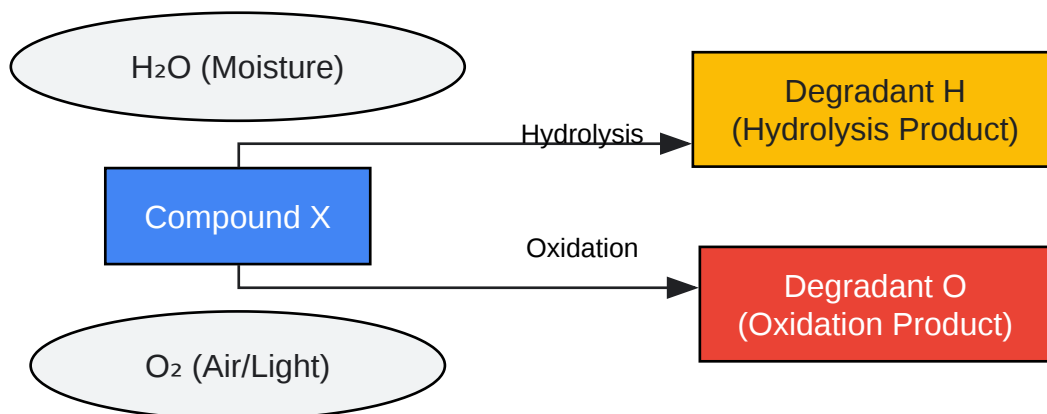 H₂O (Moisture)
Degradant H
(Hydrolysis Product)
Hydrolysis
Compound X
Oxidation
Degradant O
(Oxidation Product)
O₂ (Air/Light)